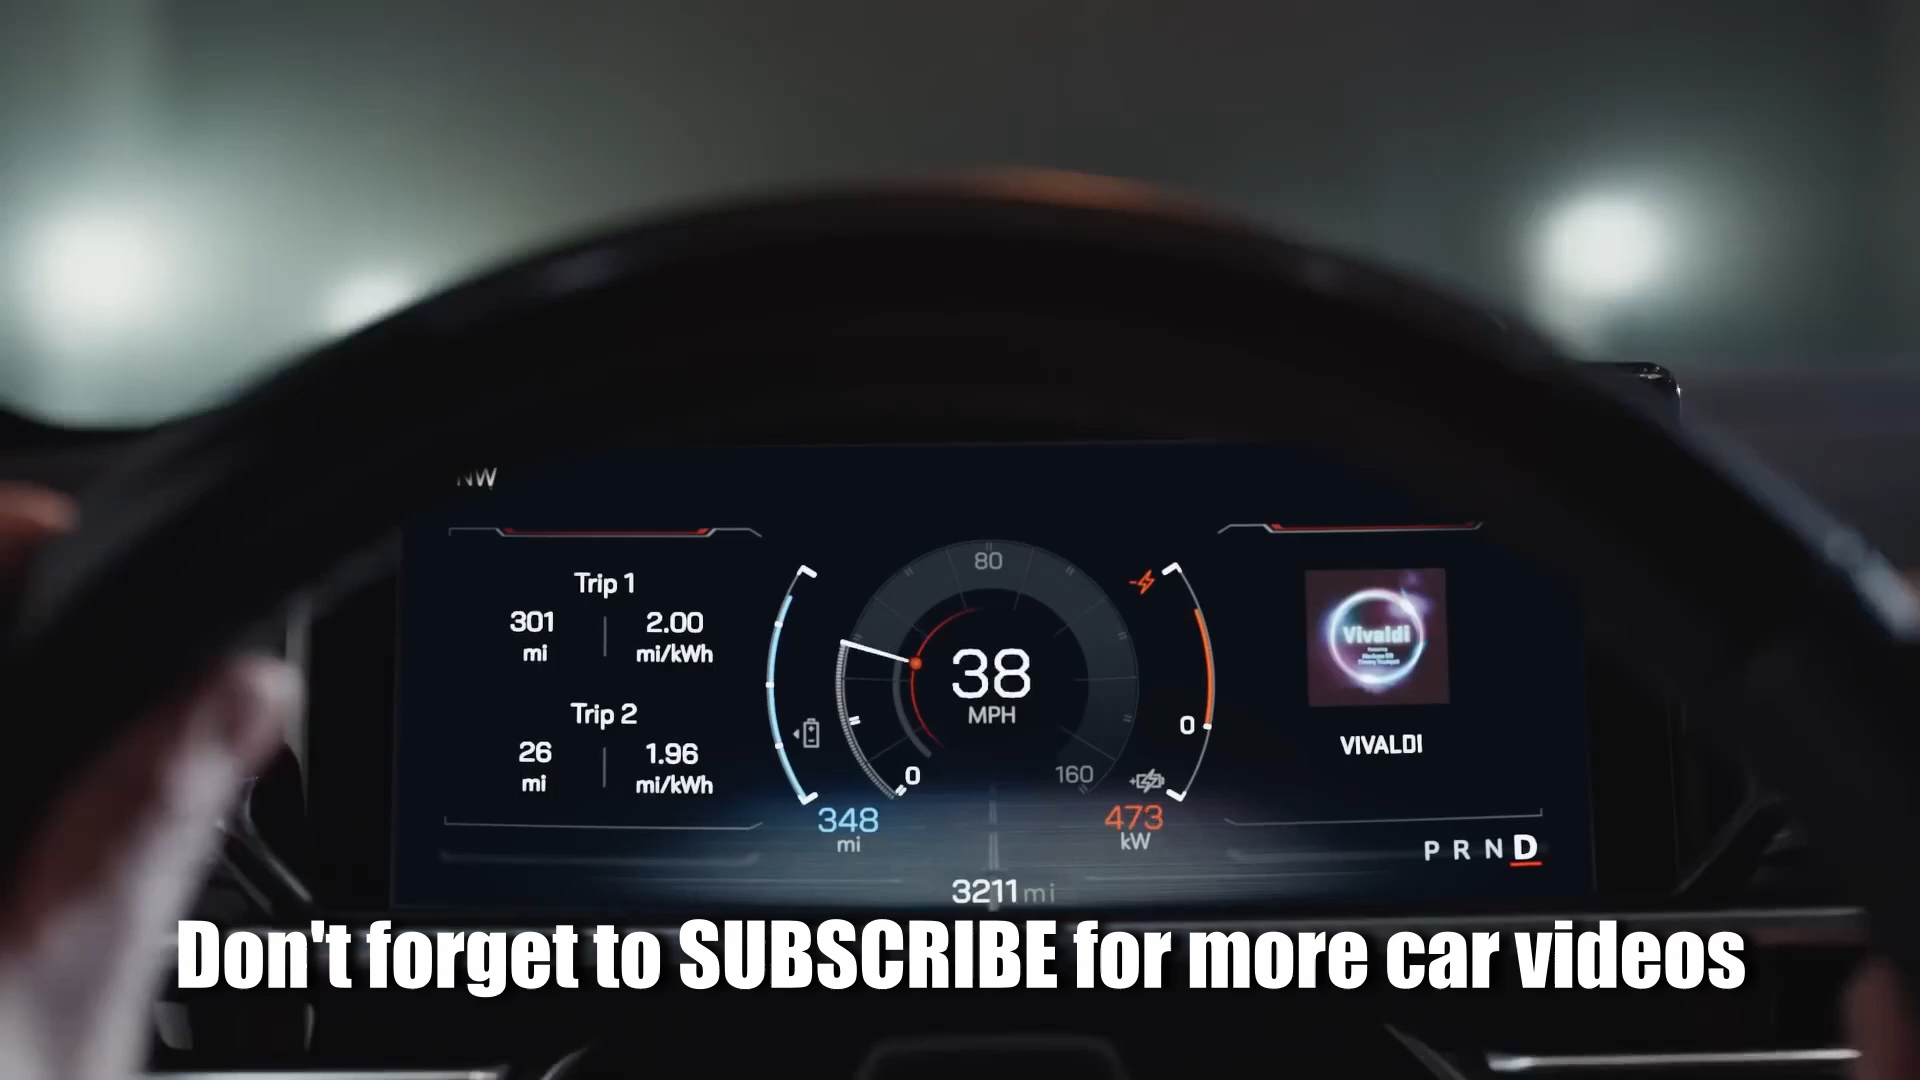 NW
Trip 1
301 mi
2.00 mi/kWh
Trip 2
26 mi
1.96 mi/kWh
80
38
MPH
0
160
348
mi
0
473
kW
3211 mi
Vivaldi
VIVALDI
P R N D
Don't forget to SUBSCRIBE for more car videos